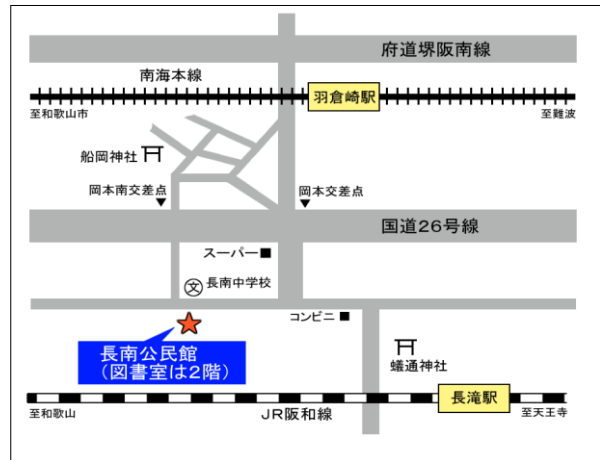 府道堺阪南線
南海本線
羽倉崎駅
至和歌山市
至難波
船岡神社
岡本南交差点
岡本交差点
国道26号線
スーパー
文
長南中学校
コンビニ
長南公民館
(図書室は2階)
蟻通神社
長滝駅
至和歌山
JR阪和線
至天王寺